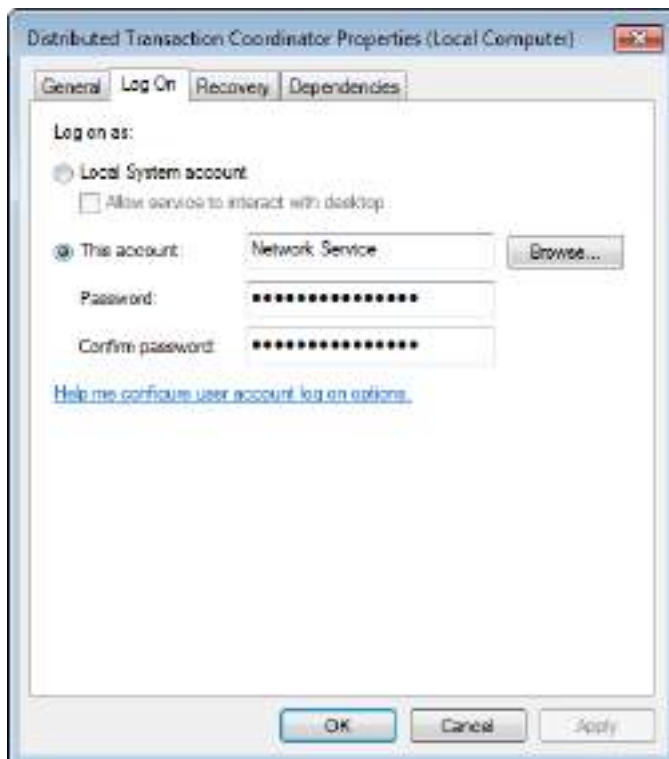 Distributed Transaction Coordinator Properties (Local Computer)
General Log On Recovery Dependencies
Log on as:
Local System account
Allow service to interact with desktop
This account: Network Service Browse...
Password: •••••••••••••••
Confirm password: •••••••••••••••
Help me configure user account log on options.
OK Cancel Apply